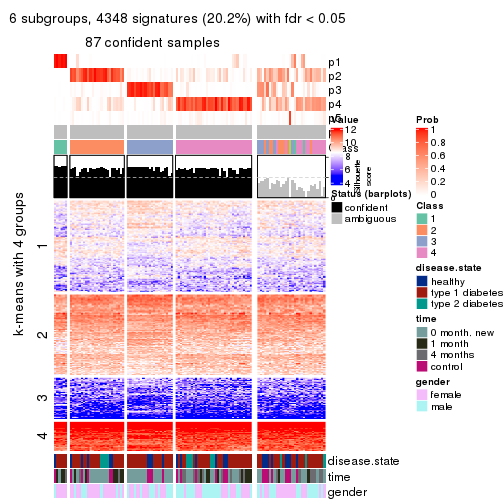 6 subgroups, 4348 signatures (20.2%) with fdr < 0.05
87 confident samples
p1
p2
p3
p4
k-means with 4 groups
1
2
3
4
disease.state
time
gender
Value
12
10
8
6
4
Status (barplots)
confident
ambiguous
silhouette
score
Prob
1
0.8
0.6
0.4
0.2
0
Class
1
2
3
4
disease.state
healthy
type 1 diabetes
type 2 diabetes
time
0 month. new
1 month
4 months
control
gender
female
male